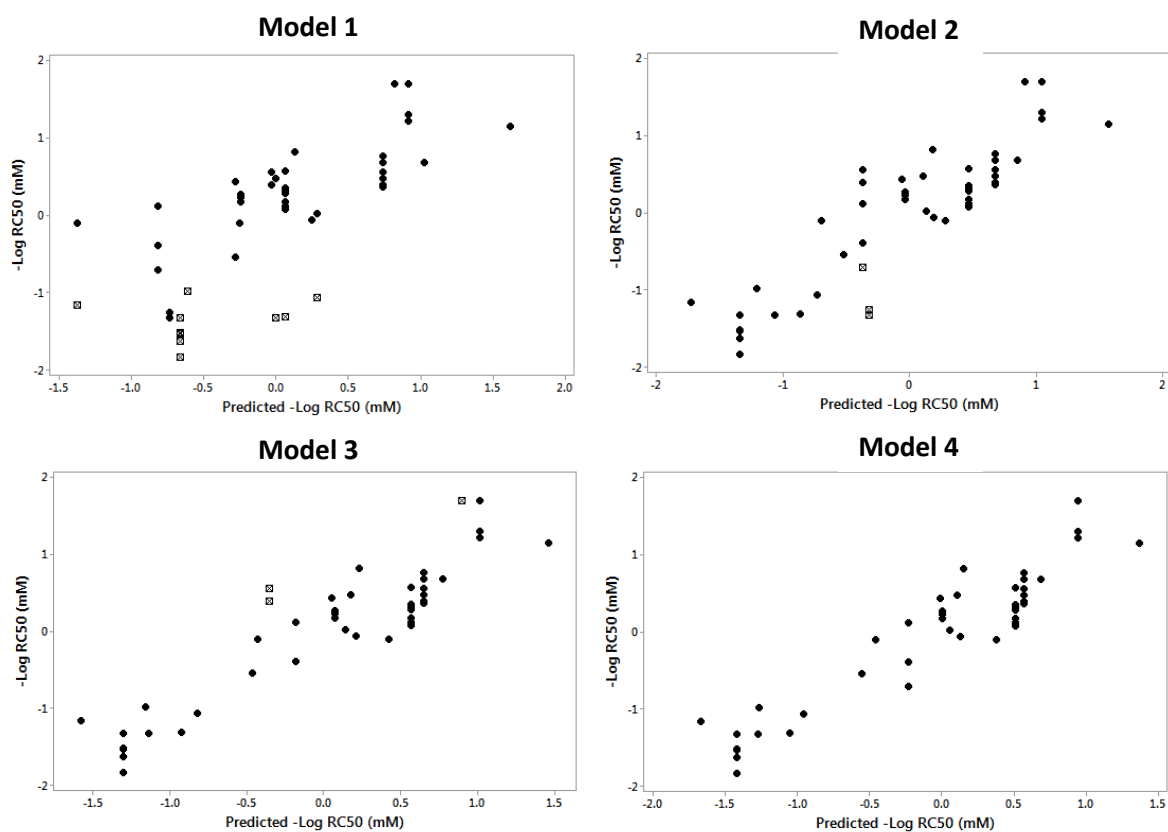 Model 1
2
1
0
-1
-2
-Log RC50 (mM)
-1.5 -1.0 -0.5 0.0 0.5 1.0 1.5 2.0
Predicted -Log RC50 (mM)
Model 2
2
1
0
-1
-2
-Log RC50 (mM)
-2 -1 0 1 2
Predicted -Log RC50 (mM)
Model 3
2
1
0
-1
-2
-Log RC50 (mM)
-1.5 -1.0 -0.5 0.0 0.5 1.0 1.5
Predicted -Log RC50 (mM)
Model 4
2
1
0
-1
-2
-Log RC50 (mM)
-2.0 -1.5 -1.0 -0.5 0.0 0.5 1.0 1.5
Predicted -Log RC50 (mM)